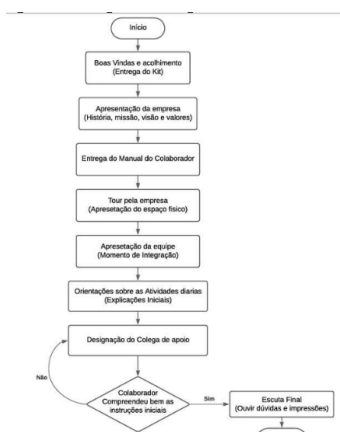 Início
Boas Vindas e acolhimento
(Entrega do Kit)
Apresentação da empresa
(História, missão, visão e valores)
Entrega do Manual do Colaborador
Tour pela empresa
(Apresetação do espaço fisico)
Apresetação da equipe
(Momento de Integração)
Orientações sobre as Atividades diarias
(Explicações Iniciais)
Designação do Colega de apoio
Não
Colaborador
Compreendeu bem as
instruções iniciais
Sim
Escuta Final
(Ouvir dúvidas e impressões)